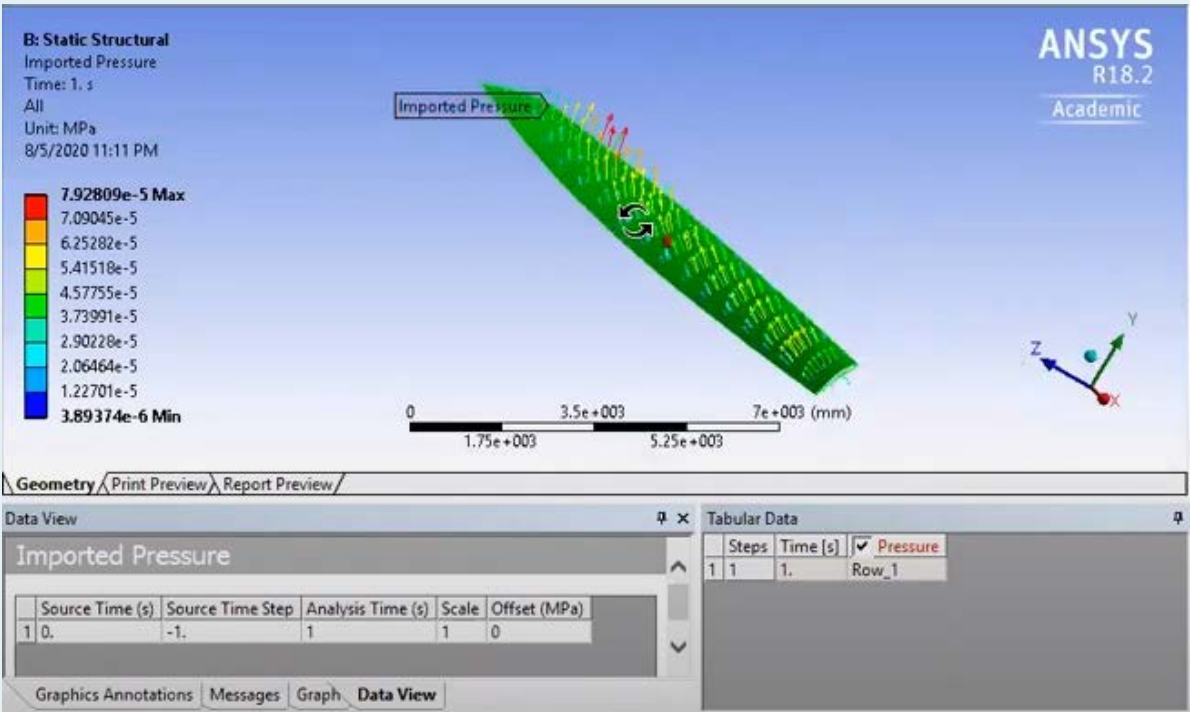 B: Static Structural
Imported Pressure
Time: 1. s
All
Unit: MPa
8/5/2020 11:11 PM
ANSYS
R18.2
Academic
Imported Pressure
7.92809e-5 Max
7.09045e-5
6.25282e-5
5.41518e-5
4.57755e-5
3.73991e-5
2.90228e-5
2.06464e-5
1.22701e-5
3.89374e-6 Min
Y
Z
X
0 3.5e+003 7e+003 (mm)
1.75e+003 5.25e+003
Geometry Print Preview Report Preview
Data View
Imported Pressure
Source Time (s) Source Time Step Analysis Time (s) Scale Offset (MPa)
1 0. -1. 1 1 0
Graphics Annotations Messages Graph Data View
Tabular Data
Steps Time [s] Pressure
1 1 1. Row_1